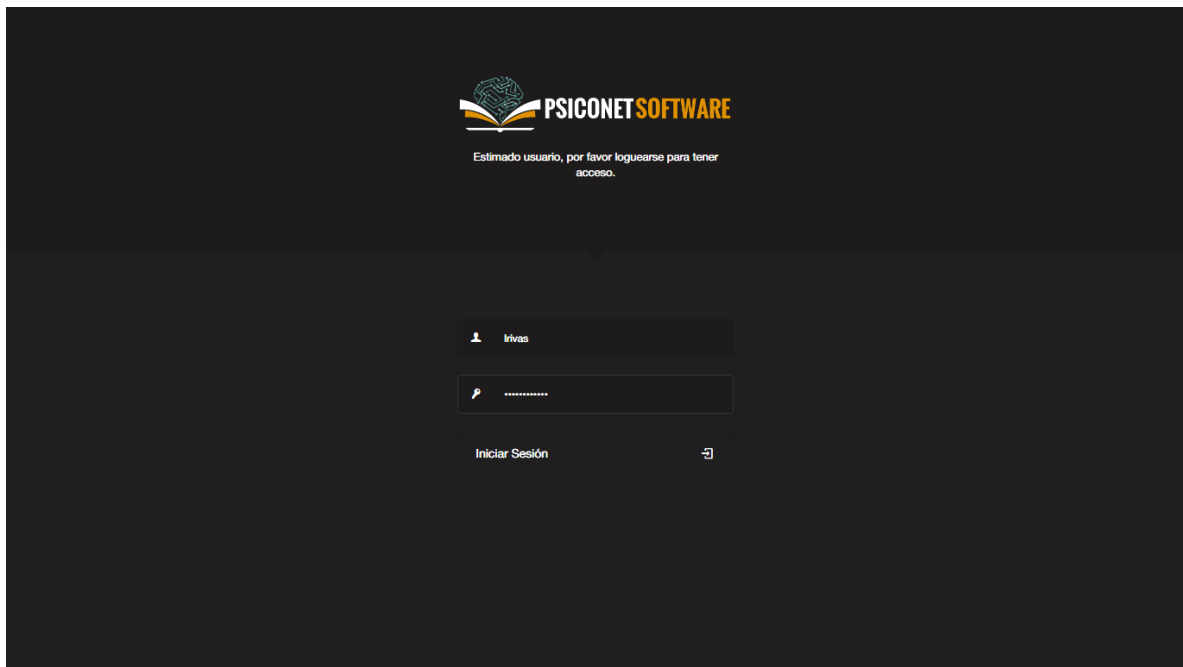 PSICONET SOFTWARE
Estimado usuario, por favor loguearse para tener
acceso.
lrivas
••••••••••••
Iniciar Sesión